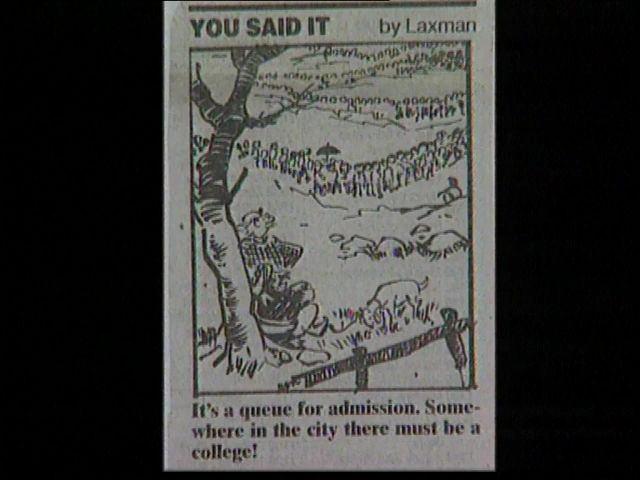 YOU SAID IT by Laxman
It's a queue for admission. Some-
where in the city there must be a
college!